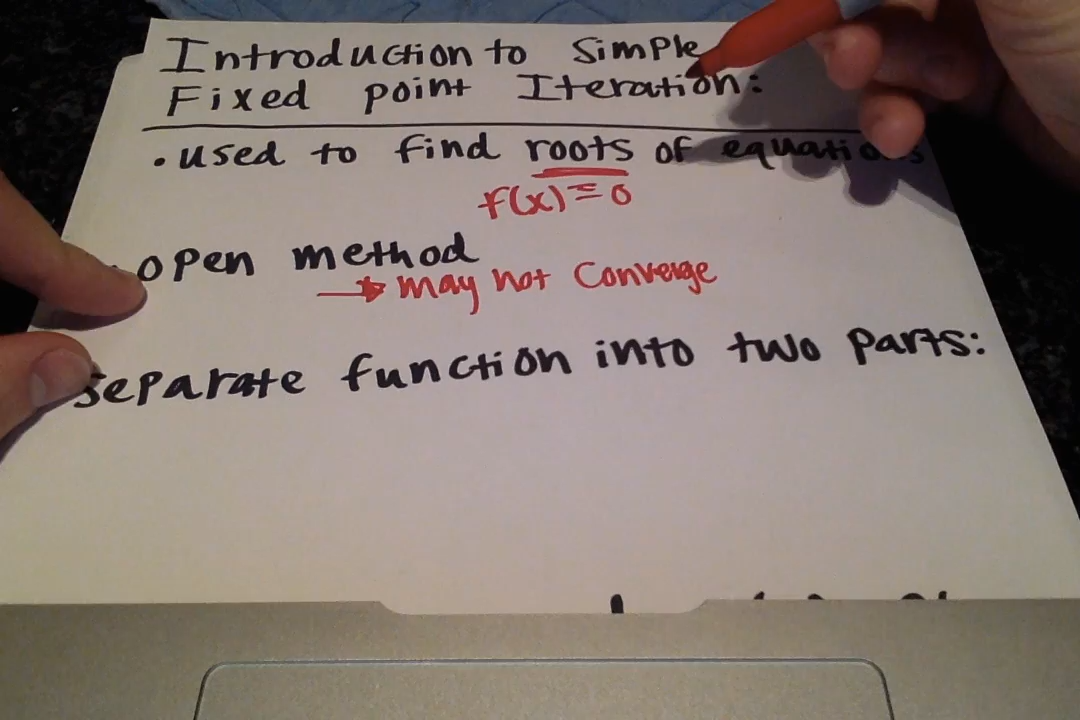 Introduction to Simple
Fixed point Iteration:
• used to find roots of equations
f(x) = 0
open method
→ may not Converge
separate function into two parts: